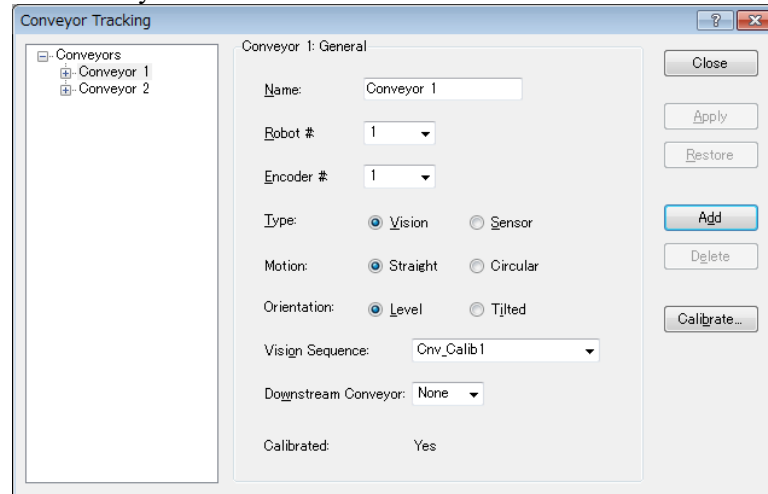 Conveyor Tracking
Conveyors
Conveyor 1
Conveyor 2
Conveyor 1: General
Name: Conveyor 1
Robot # 1
Encoder # 1
Type: Vision Sensor
Motion: Straight Circular
Orientation: Level Tilted
Vision Sequence: Cnv_Calib1
Downstream Conveyor: None
Calibrated: Yes
Close
Apply
Restore
Add
Delete
Calibrate...